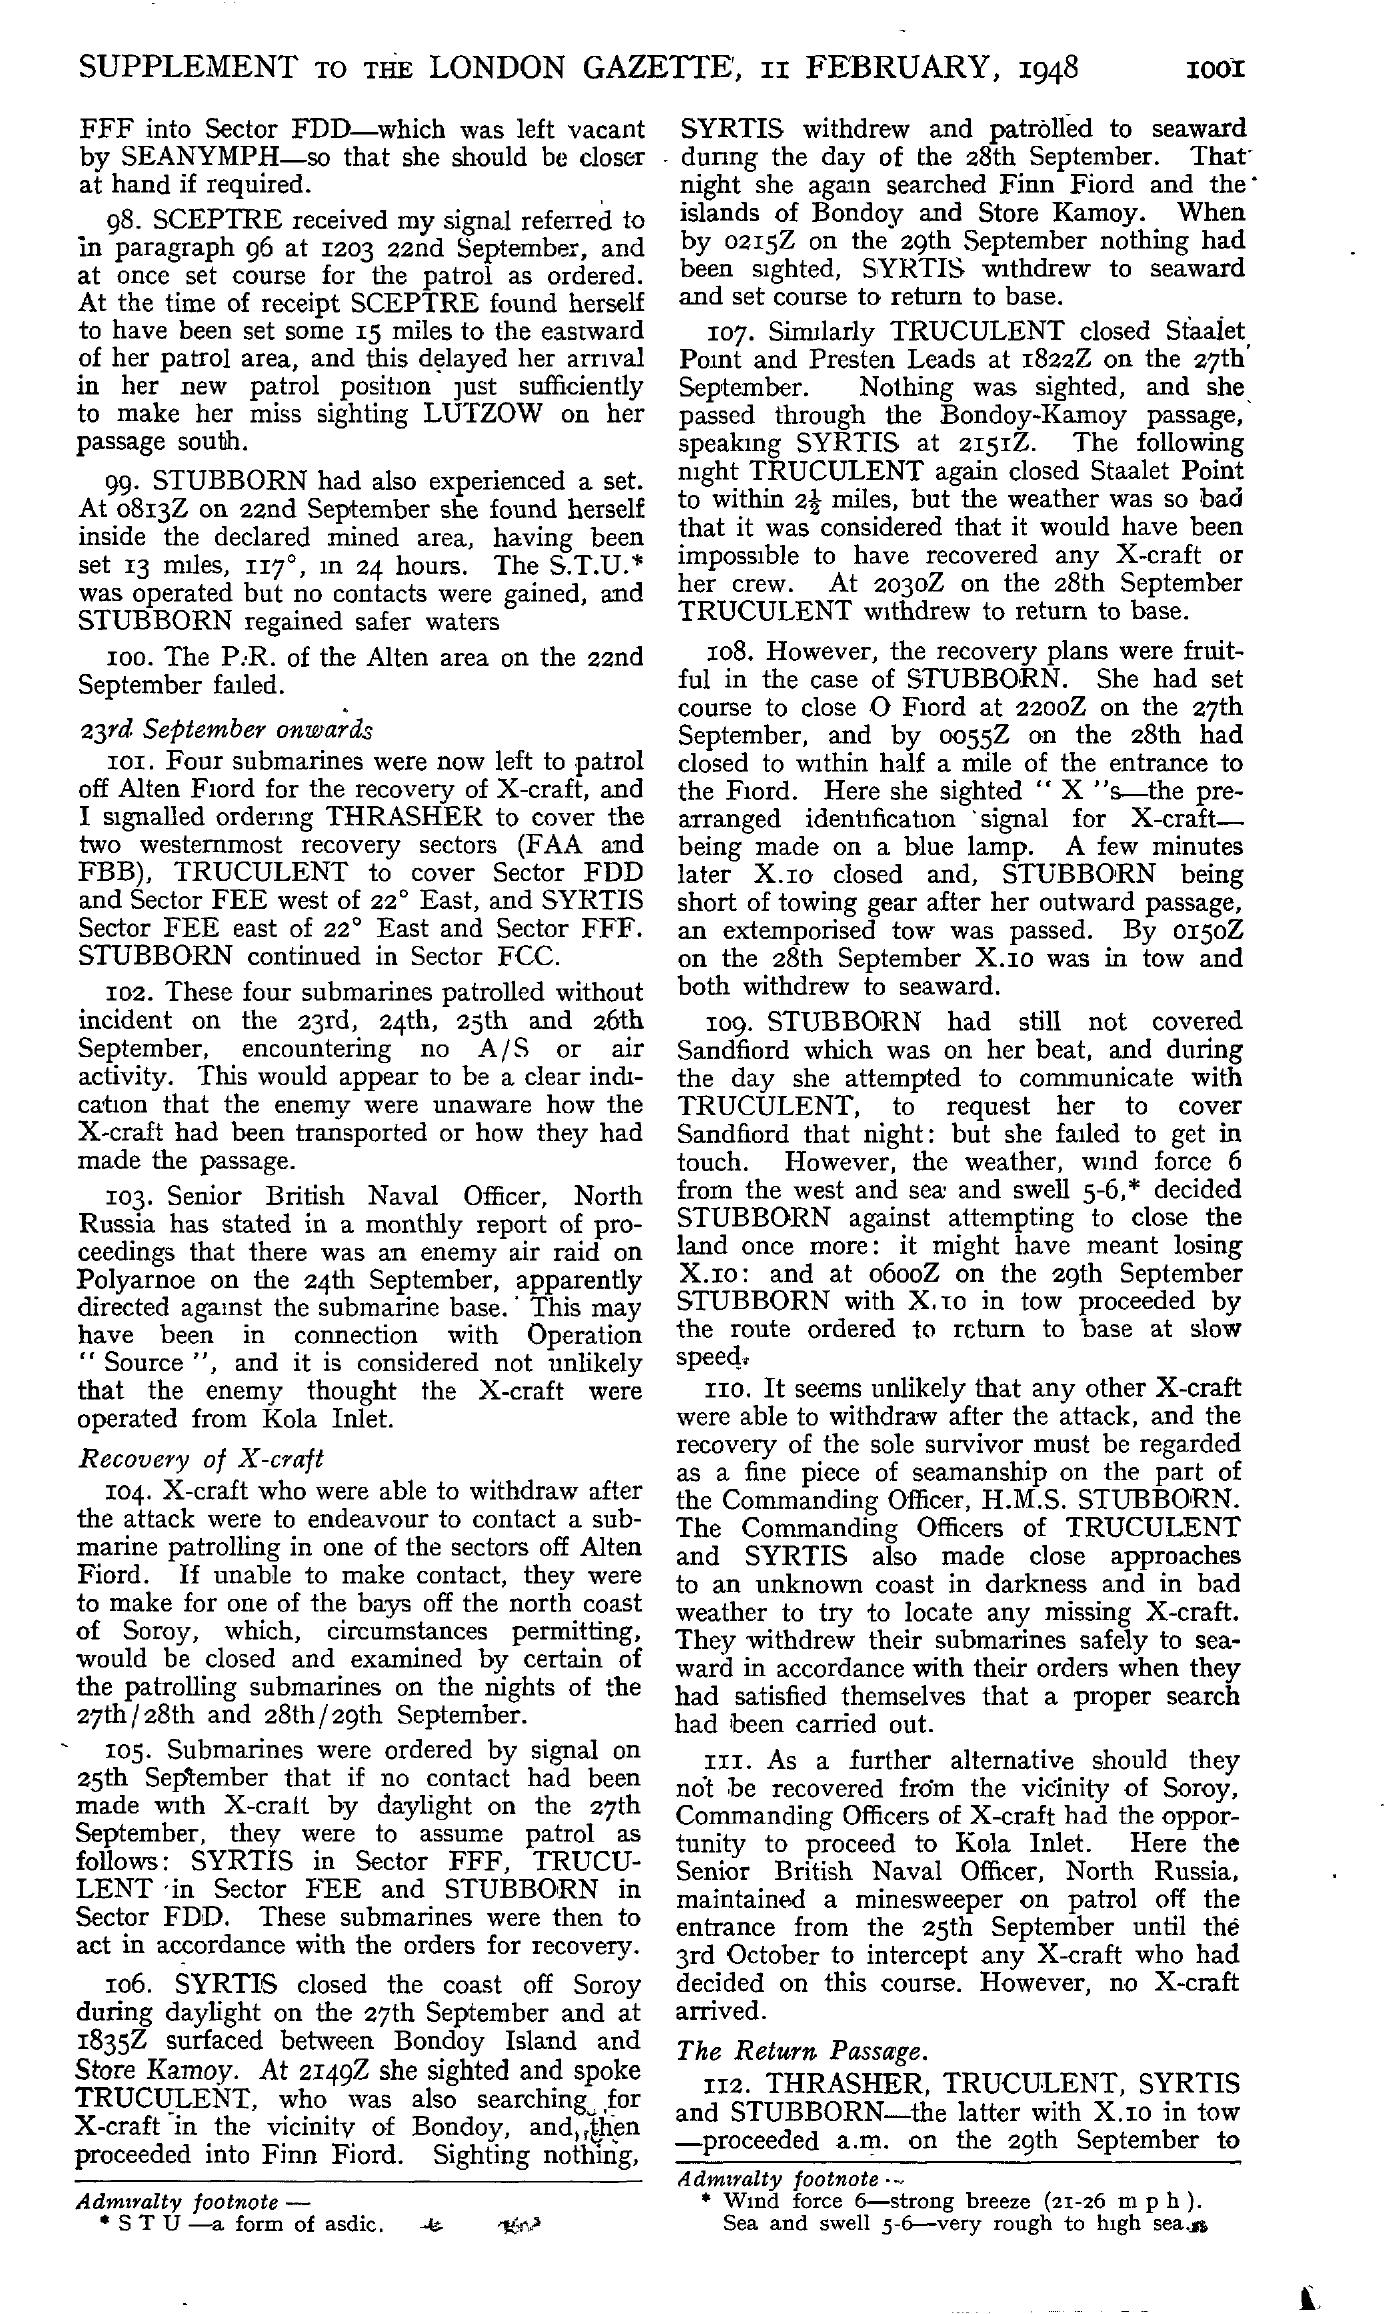 SUPPLEMENT TO THE LONDON GAZETTE, 11 FEBRUARY, 1948 1001
FFF into Sector FDD—which was left vacant
by SEANYMPH—so that she should be closer
at hand if required.
98. SCEPTRE received my signal referred to
in paragraph 96 at 1203 22nd September, and
at once set course for the patrol as ordered.
At the time of receipt SCEPTRE found herself
to have been set some 15 miles to the eastward
of her patrol area, and this delayed her arrival
in her new patrol position just sufficiently
to make her miss sighting LUTZOW on her
passage south.
99. STUBBORN had also experienced a set.
At 0813Z on 22nd September she found herself
inside the declared mined area, having been
set 13 miles, 117°, in 24 hours. The S.T.U.*
was operated but no contacts were gained, and
STUBBORN regained safer waters
100. The P.R. of the Alten area on the 22nd
September failed.
23rd September onwards
101. Four submarines were now left to patrol
off Alten Fiord for the recovery of X-craft, and
I signalled ordering THRASHER to cover the
two westernmost recovery sectors (FAA and
FBB), TRUCULENT to cover Sector FDD
and Sector FEE west of 22° East, and SYRTIS
Sector FEE east of 22° East and Sector FFF.
STUBBORN continued in Sector FCC.
102. These four submarines patrolled without
incident on the 23rd, 24th, 25th and 26th
September, encountering no A/S or air
activity. This would appear to be a clear indi-
cation that the enemy were unaware how the
X-craft had been transported or how they had
made the passage.
103. Senior British Naval Officer, North
Russia has stated in a monthly report of pro-
ceedings that there was an enemy air raid on
Polyarnoe on the 24th September, apparently
directed against the submarine base. This may
have been in connection with Operation
" Source ", and it is considered not unlikely
that the enemy thought the X-craft were
operated from Kola Inlet.
Recovery of X-craft
104. X-craft who were able to withdraw after
the attack were to endeavour to contact a sub-
marine patrolling in one of the sectors off Alten
Fiord. If unable to make contact, they were
to make for one of the bays off the north coast
of Soroy, which, circumstances permitting,
would be closed and examined by certain of
the patrolling submarines on the nights of the
27th/28th and 28th/29th September.
105. Submarines were ordered by signal on
25th September that if no contact had been
made with X-craft by daylight on the 27th
September, they were to assume patrol as
follows: SYRTIS in Sector FFF, TRUCU-
LENT in Sector FEE and STUBBORN in
Sector FDD. These submarines were then to
act in accordance with the orders for recovery.
106. SYRTIS closed the coast off Soroy
during daylight on the 27th September and at
1835Z surfaced between Bondoy Island and
Store Kamoy. At 2149Z she sighted and spoke
TRUCULENT, who was also searching for
X-craft in the vicinity of Bondoy, and, then
proceeded into Finn Fiord. Sighting nothing,
Admiralty footnote —
* S T U —a form of asdic.
SYRTIS withdrew and patrolled to seaward
during the day of the 28th September. That
night she again searched Finn Fiord and the
islands of Bondoy and Store Kamoy. When
by 0215Z on the 29th September nothing had
been sighted, SYRTIS withdrew to seaward
and set course to return to base.
107. Similarly TRUCULENT closed Staalet
Point and Presten Leads at 1822Z on the 27th
September. Nothing was sighted, and she
passed through the Bondoy-Kamoy passage,
speaking SYRTIS at 2151Z. The following
night TRUCULENT again closed Staalet Point
to within 2½ miles, but the weather was so bad
that it was considered that it would have been
impossible to have recovered any X-craft or
her crew. At 2030Z on the 28th September
TRUCULENT withdrew to return to base.
108. However, the recovery plans were fruit-
ful in the case of STUBBORN. She had set
course to close O Fiord at 2200Z on the 27th
September, and by 0055Z on the 28th had
closed to within half a mile of the entrance to
the Fiord. Here she sighted " X "s—the pre-
arranged identification signal for X-craft—
being made on a blue lamp. A few minutes
later X.10 closed and, STUBBORN being
short of towing gear after her outward passage,
an extemporised tow was passed. By 0150Z
on the 28th September X.10 was in tow and
both withdrew to seaward.
109. STUBBORN had still not covered
Sandfiord which was on her beat, and during
the day she attempted to communicate with
TRUCULENT, to request her to cover
Sandfiord that night: but she failed to get in
touch. However, the weather, wind force 6
from the west and sea and swell 5-6,* decided
STUBBORN against attempting to close the
land once more: it might have meant losing
X.10: and at 0600Z on the 29th September
STUBBORN with X.10 in tow proceeded by
the route ordered to return to base at slow
speed.
110. It seems unlikely that any other X-craft
were able to withdraw after the attack, and the
recovery of the sole survivor must be regarded
as a fine piece of seamanship on the part of
the Commanding Officer, H.M.S. STUBBORN.
The Commanding Officers of TRUCULENT
and SYRTIS also made close approaches
to an unknown coast in darkness and in bad
weather to try to locate any missing X-craft.
They withdrew their submarines safely to sea-
ward in accordance with their orders when they
had satisfied themselves that a proper search
had been carried out.
111. As a further alternative should they
not be recovered from the vicinity of Soroy,
Commanding Officers of X-craft had the oppor-
tunity to proceed to Kola Inlet. Here the
Senior British Naval Officer, North Russia,
maintained a minesweeper on patrol off the
entrance from the 25th September until the
3rd October to intercept any X-craft who had
decided on this course. However, no X-craft
arrived.
The Return Passage.
112. THRASHER, TRUCULENT, SYRTIS
and STUBBORN—the latter with X.10 in tow
—proceeded a.m. on the 29th September to
Admiralty footnote --
* Wind force 6—strong breeze (21-26 m p h ).
Sea and swell 5-6—very rough to high sea.